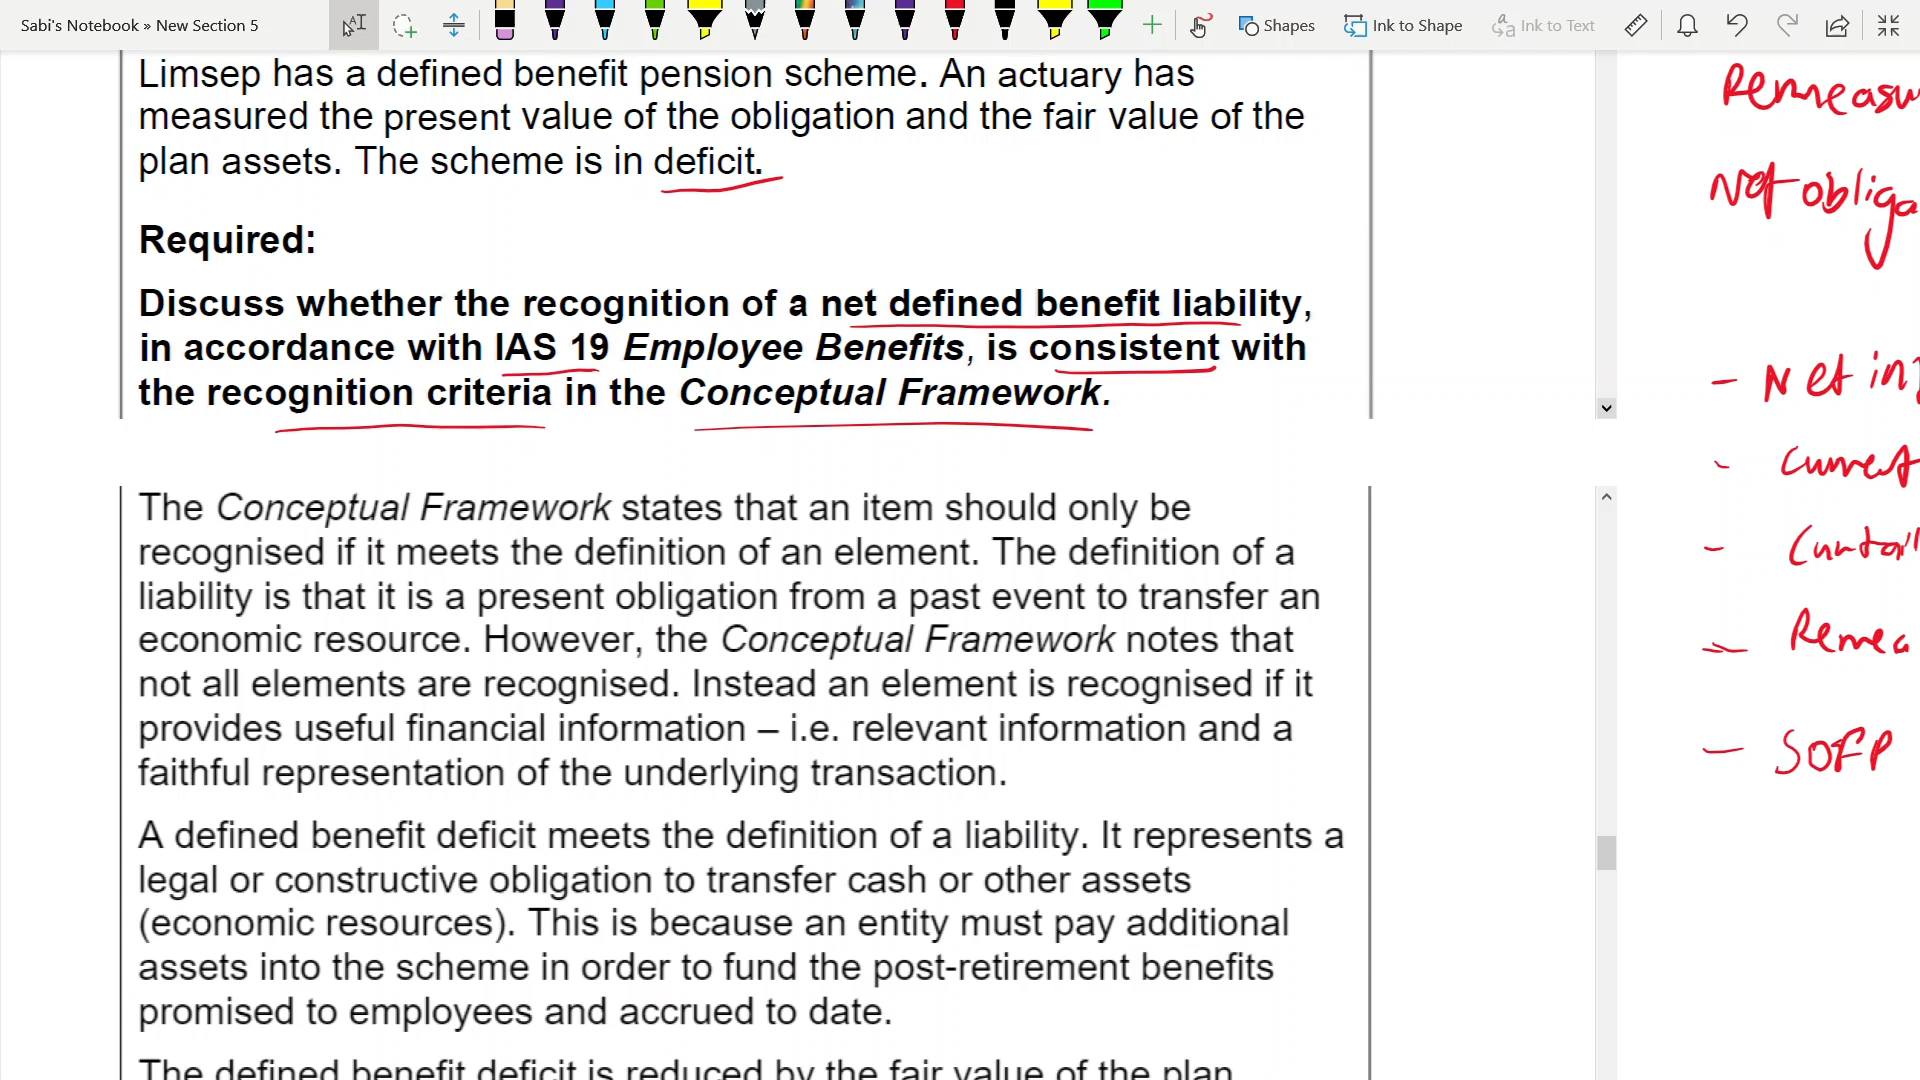 Sabi's Notebook » New Section 5
Shapes
Ink to Shape
Ink to Text
Limsep has a defined benefit pension scheme. An actuary has
measured the present value of the obligation and the fair value of the
plan assets. The scheme is in deficit.
Required:
Discuss whether the recognition of a net defined benefit liability,
in accordance with IAS 19 Employee Benefits, is consistent with
the recognition criteria in the Conceptual Framework.
The Conceptual Framework states that an item should only be
recognised if it meets the definition of an element. The definition of a
liability is that it is a present obligation from a past event to transfer an
economic resource. However, the Conceptual Framework notes that
not all elements are recognised. Instead an element is recognised if it
provides useful financial information – i.e. relevant information and a
faithful representation of the underlying transaction.
A defined benefit deficit meets the definition of a liability. It represents a
legal or constructive obligation to transfer cash or other assets
(economic resources). This is because an entity must pay additional
assets into the scheme in order to fund the post-retirement benefits
promised to employees and accrued to date.
The defined benefit deficit is reduced by the fair value of the plan
Remeasu
Not obliga
- Net in
- Current
- Curtail
- Remea
- SOFP